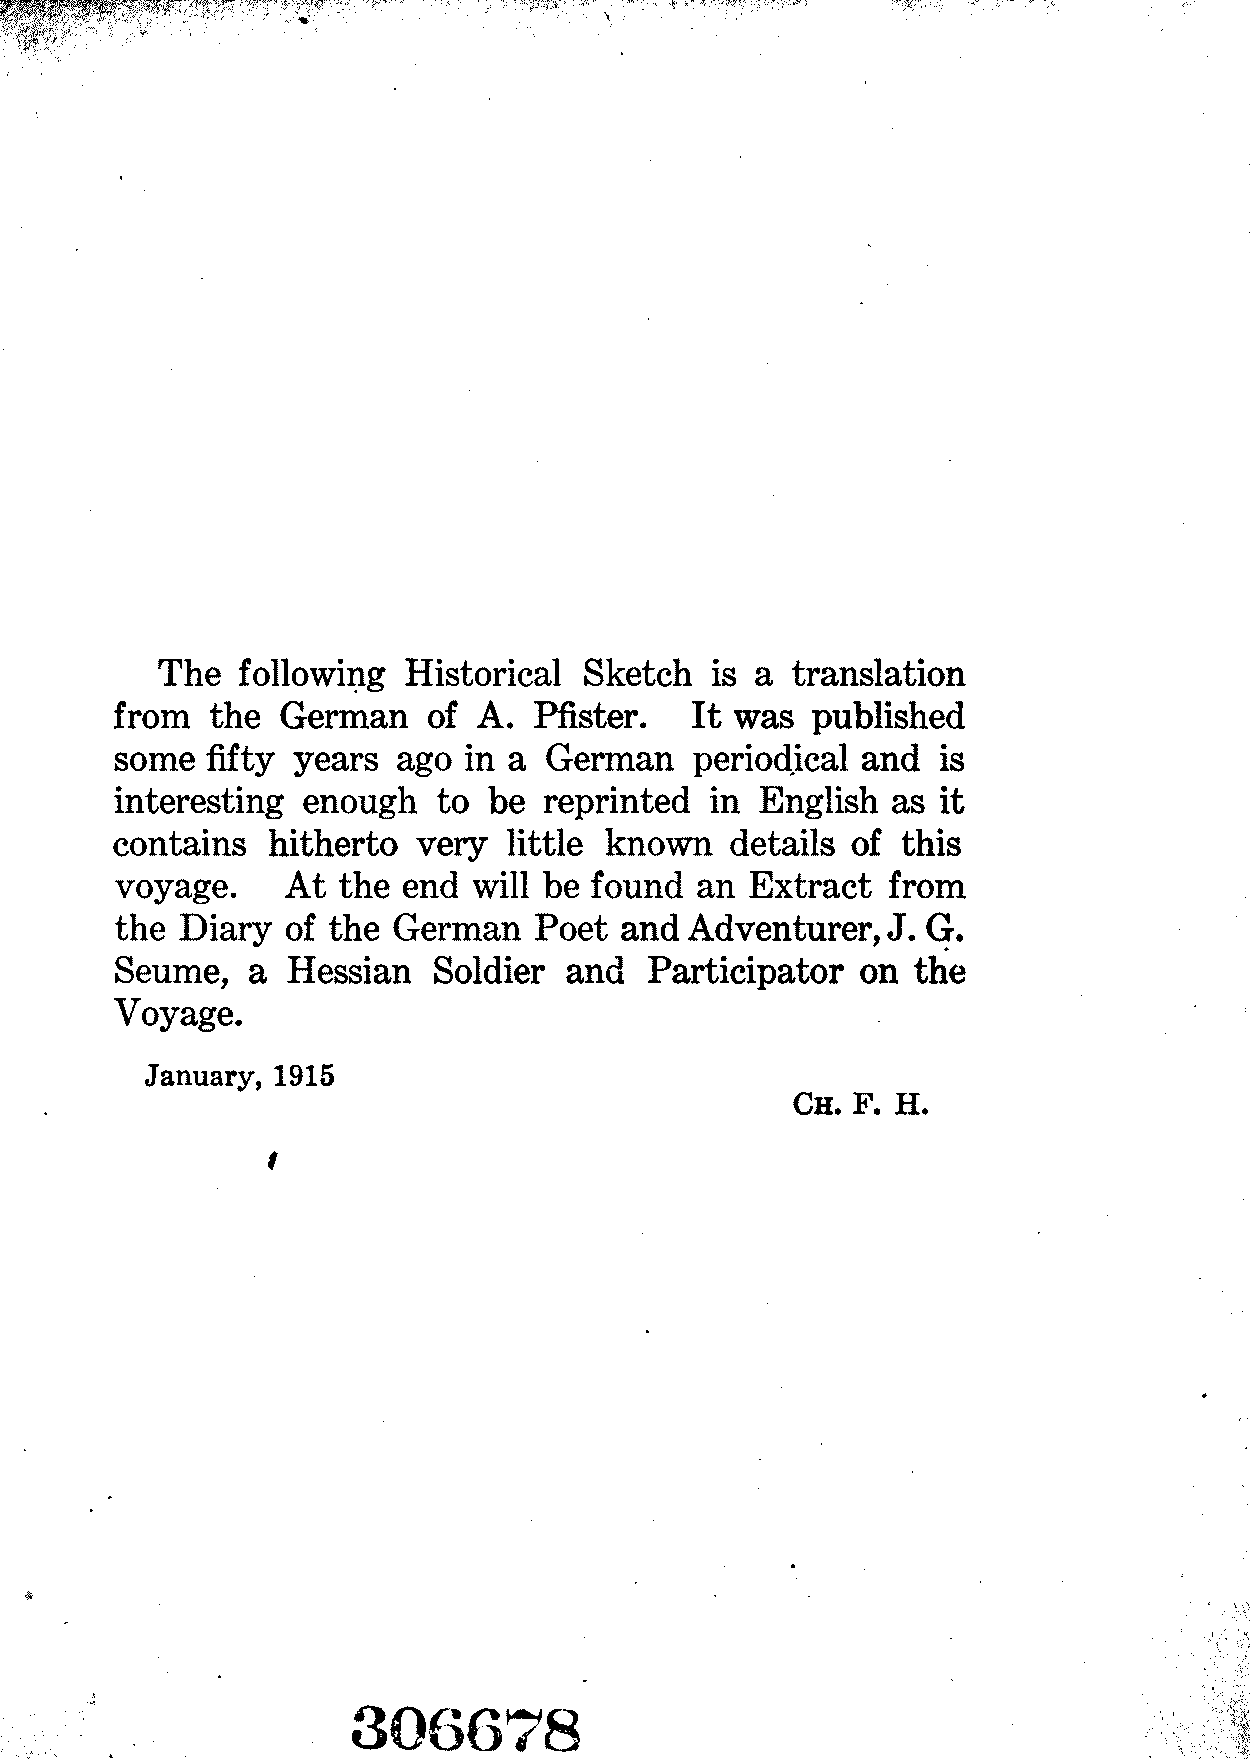 The following Historical Sketch is a translation
from the German of A. Pfister. It was published
some fifty years ago in a German periodical and is
interesting enough to be reprinted in English as it
contains hitherto very little known details of this
voyage. At the end will be found an Extract from
the Diary of the German Poet and Adventurer, J. G.
Seume, a Hessian Soldier and Participator on the
Voyage.
January, 1915
CH. F. H.
306678